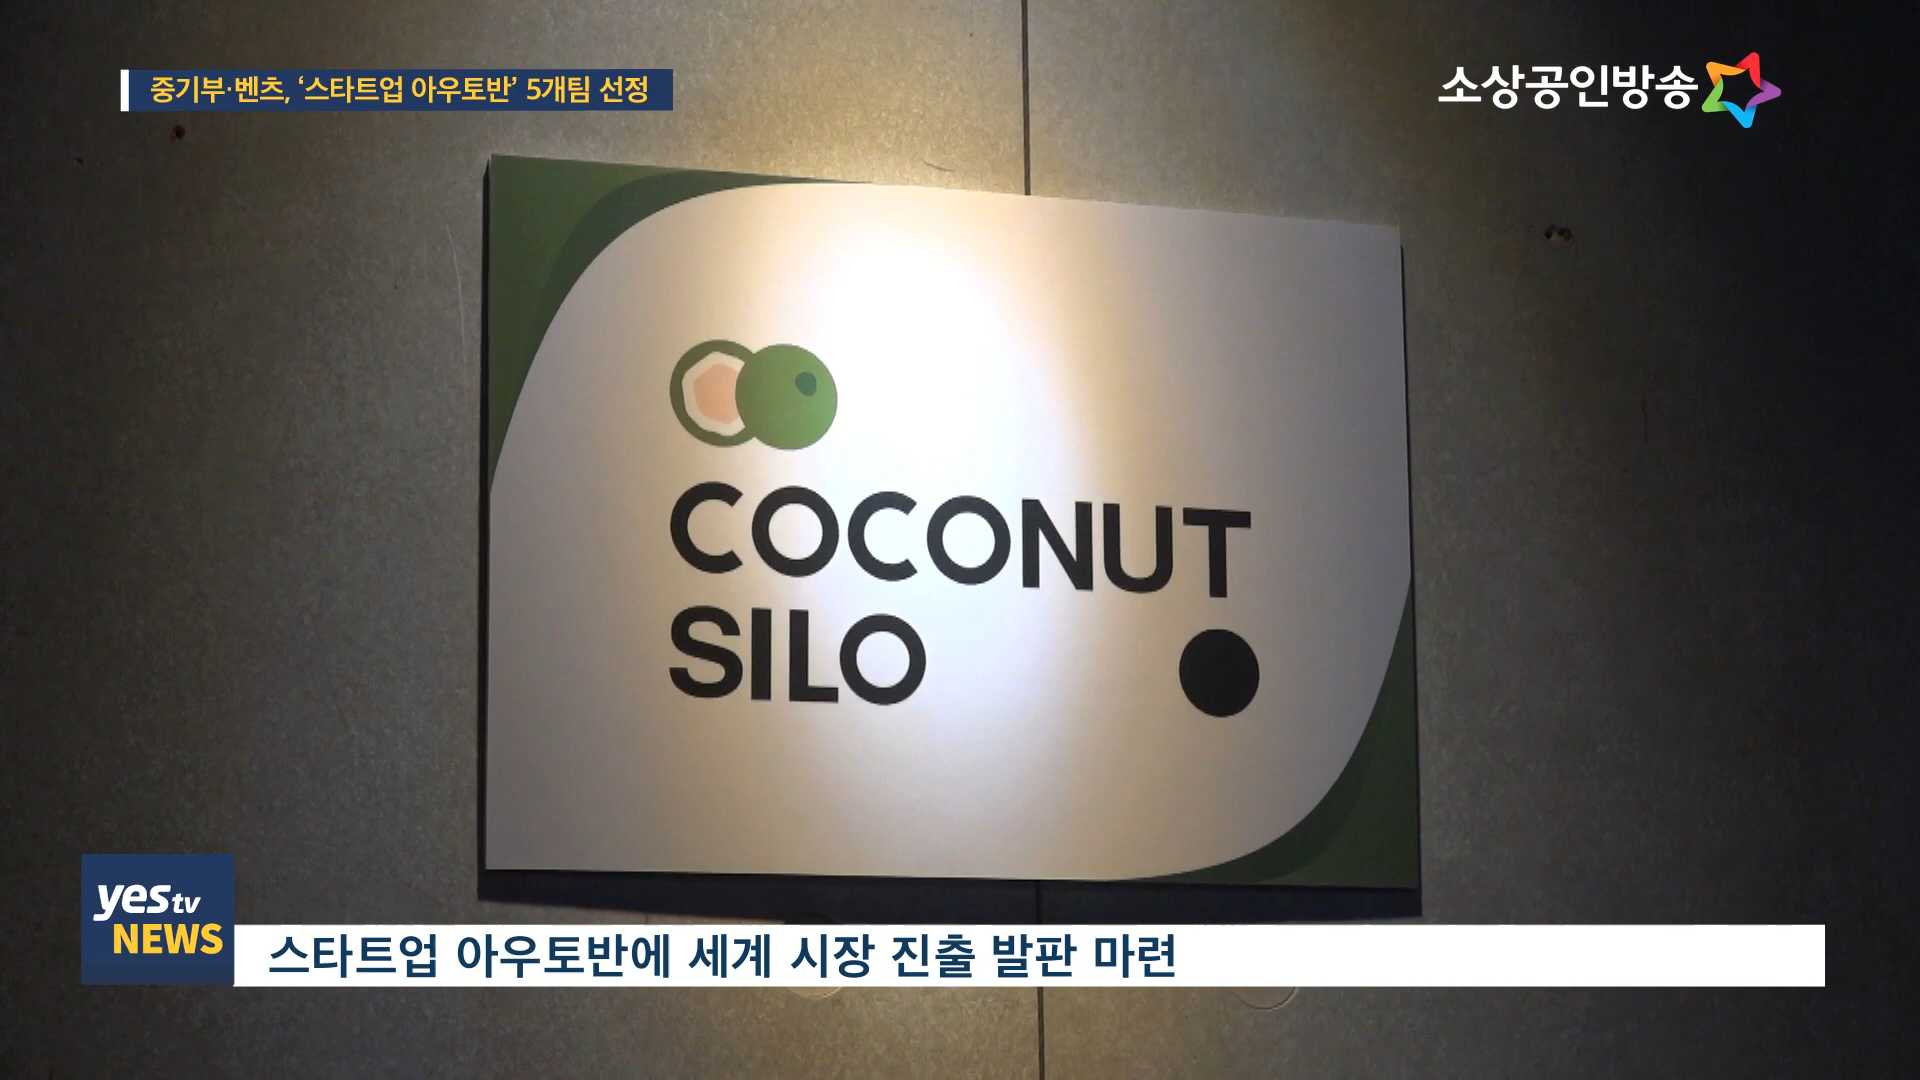 중기부·벤츠, ‘스타트업 아우토반’ 5개팀 선정
소상공인방송
COCONUT
SILO
yestv
NEWS
스타트업 아우토반에 세계 시장 진출 발판 마련